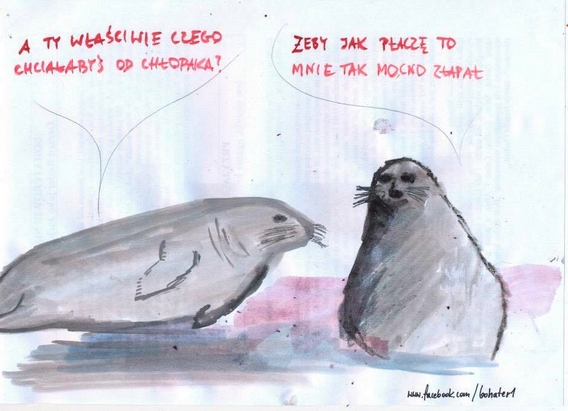 A TY WŁAŚCIWIE CZEGO
CHCIAŁABYŚ OD CHŁOPAKA?
ŻEBY JAK PŁACZĘ TO
MNIE TAK MOCNO ZŁAPAŁ
www.facebook.com/bohater1